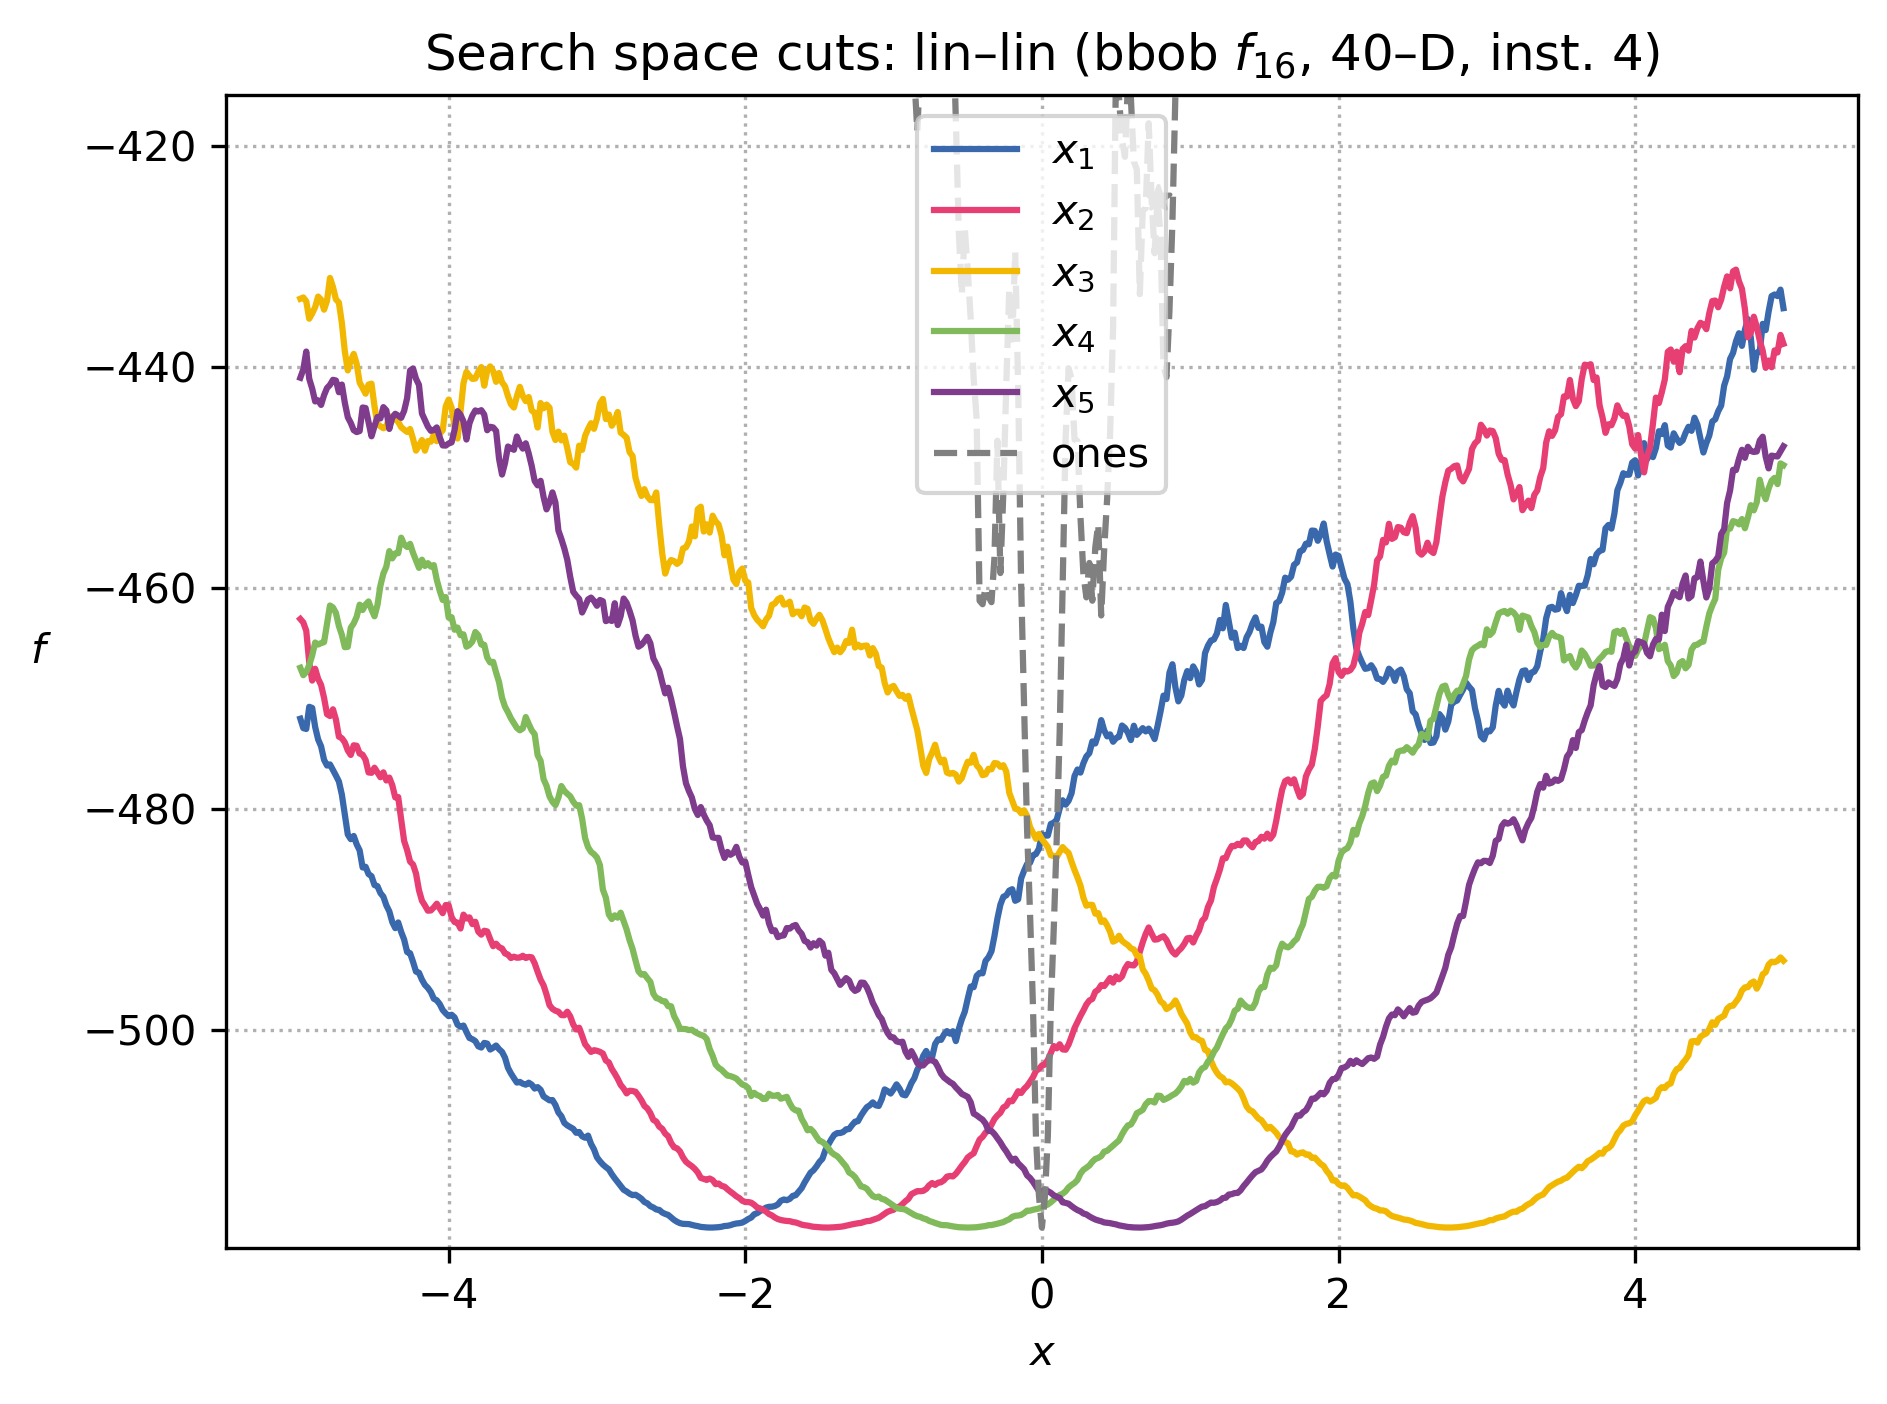 Search space cuts: lin–lin (bbob f₁₆, 40–D, inst. 4)
−420
−440
−460
−480
−500
f
x₁
x₂
x₃
x₄
x₅
ones
−4
−2
0
2
4
x